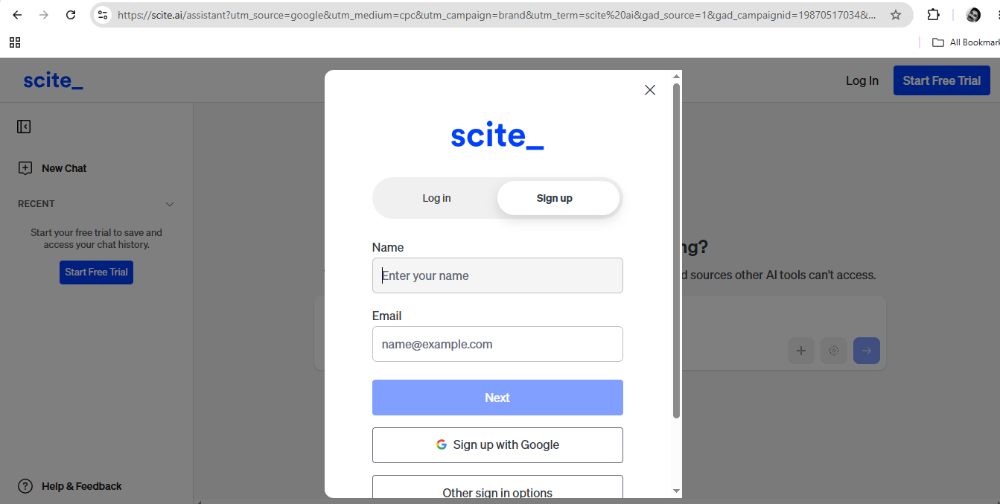 https://scite.ai/assistant?utm_source=google&utm_medium=cpc&utm_campaign=brand&utm_term=scite%20ai&gad_source=1&gad_campaignid=19870517034&...
All Bookmark
scite_
Log In
Start Free Trial
New Chat
RECENT
Start your free trial to save and
access your chat history.
Start Free Trial
Help & Feedback
scite_
Log in
Sign up
Name
Enter your name
Email
name@example.com
Next
Sign up with Google
Other sign in options
ng?
d sources other AI tools can't access.